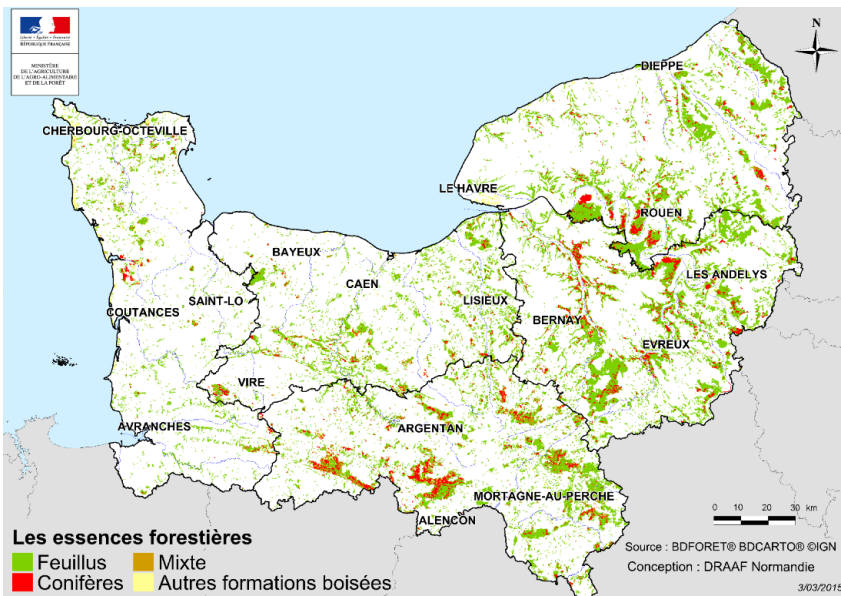 Liberté • Égalité • Fraternité
RÉPUBLIQUE FRANÇAISE
MINISTÈRE
DE L'AGRICULTURE
DE L'AGRO-ALIMENTAIRE
ET DE LA FORÊT
N
DIEPPE
CHERBOURG-OCTEVILLE
LE HAVRE
ROUEN
BAYEUX
LES ANDELYS
CAEN
SAINT-LO
LISIEUX
COUTANCES
BERNAY
EVREUX
VIRE
AVRANCHES
ARGENTAN
MORTAGNE-AU-PERCHE
ALENCON
0 10 20 30 km
Les essences forestières
Feuillus
Mixte
Conifères
Autres formations boisées
Source : BDFORET® BDCARTO® ©IGN
Conception : DRAAF Normandie
3/03/2015